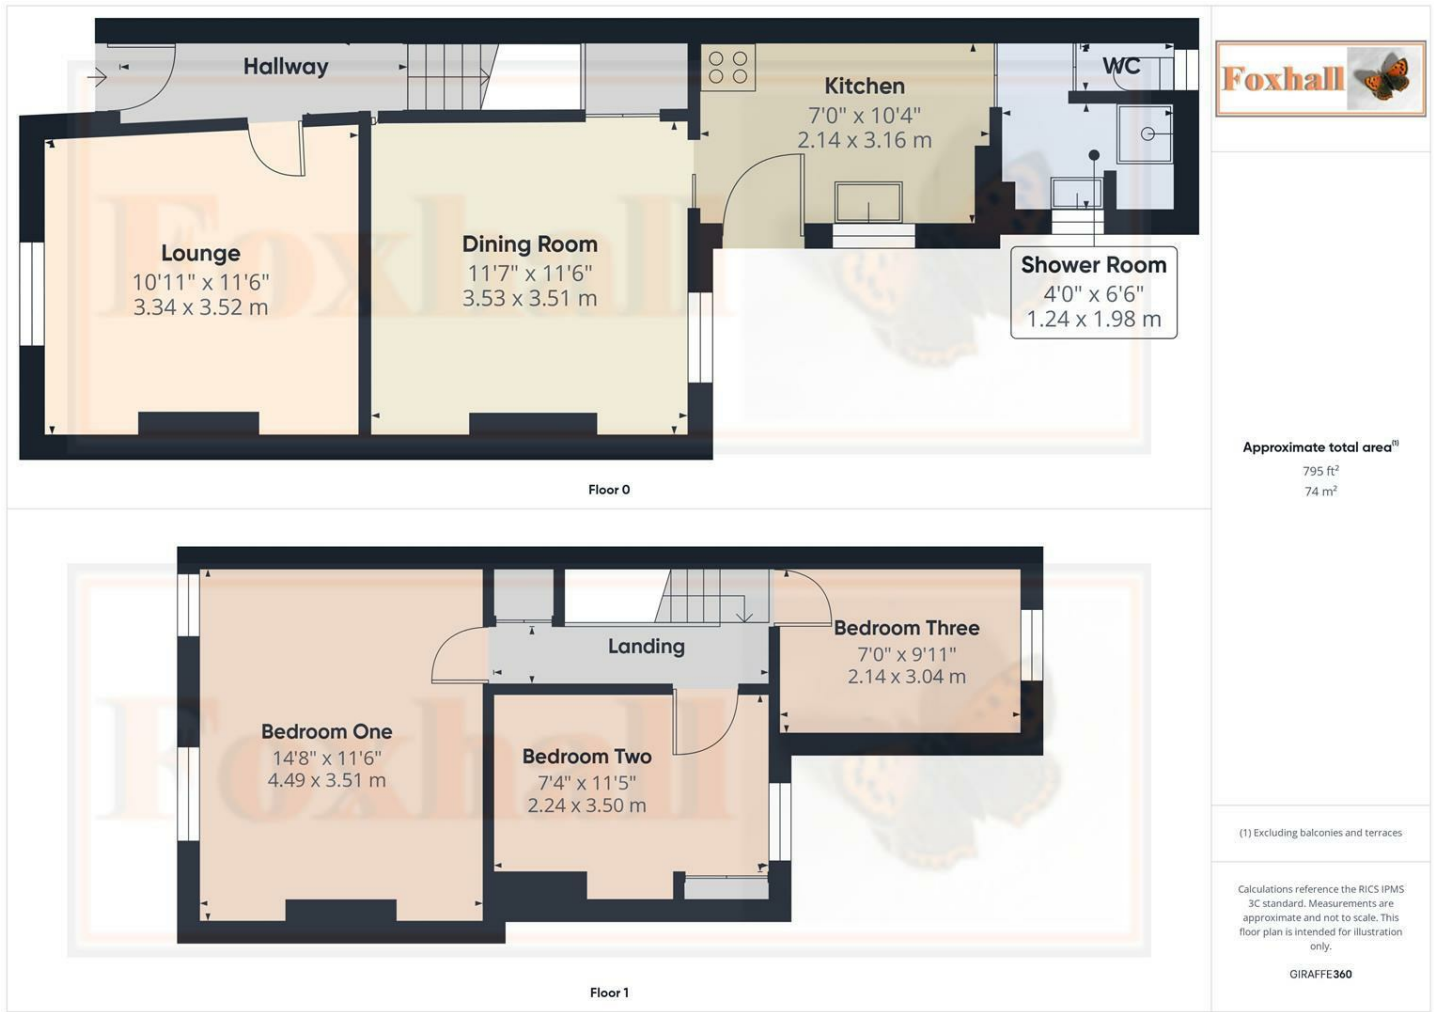 Hallway
Lounge
10'11" x 11'6"
3.34 x 3.52 m
Dining Room
11'7" x 11'6"
3.53 x 3.51 m
Kitchen
7'0" x 10'4"
2.14 x 3.16 m
WC
Shower Room
4'0" x 6'6"
1.24 x 1.98 m
Foxhall
Floor 0
Landing
Bedroom One
14'8" x 11'6"
4.49 x 3.51 m
Bedroom Two
7'4" x 11'5"
2.24 x 3.50 m
Bedroom Three
7'0" x 9'11"
2.14 x 3.04 m
Foxhall
Floor 1
Foxhall
Approximate total area(1)
795 ft²
74 m²
(1) Excluding balconies and terraces
Calculations reference the RICS IPMS
3C standard. Measurements are
approximate and not to scale. This
floor plan is intended for illustration
only.
GIRAFFE360